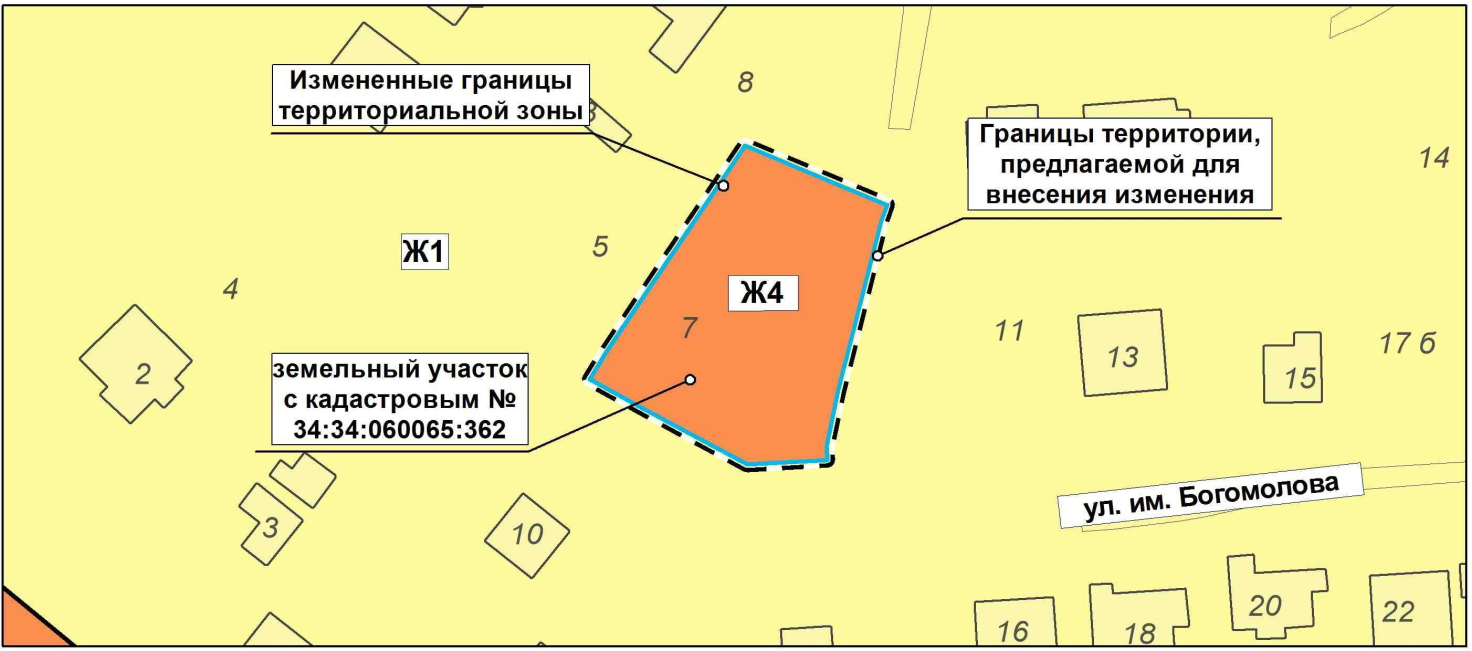 Измененные границы
территориальной зоны
8
Границы территории,
предлагаемой для
внесения изменения
14
Ж1
5
4
Ж4
7
11
13
17 б
15
2
земельный участок
с кадастровым №
34:34:060065:362
ул. им. Богомолова
3
10
16
18
20
22